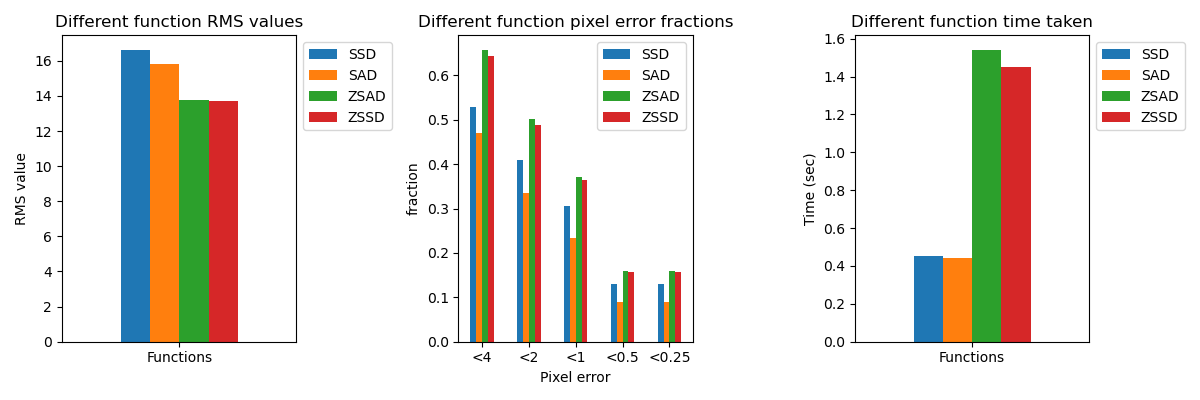 Different function RMS values
RMS value
16
14
12
10
8
6
4
2
0
Functions
SSD
SAD
ZSAD
ZSSD
Different function pixel error fractions
fraction
0.6
0.5
0.4
0.3
0.2
0.1
0.0
<4 <2 <1 <0.5 <0.25
Pixel error
SSD
SAD
ZSAD
ZSSD
Different function time taken
Time (sec)
1.6
1.4
1.2
1.0
0.8
0.6
0.4
0.2
0.0
Functions
SSD
SAD
ZSAD
ZSSD